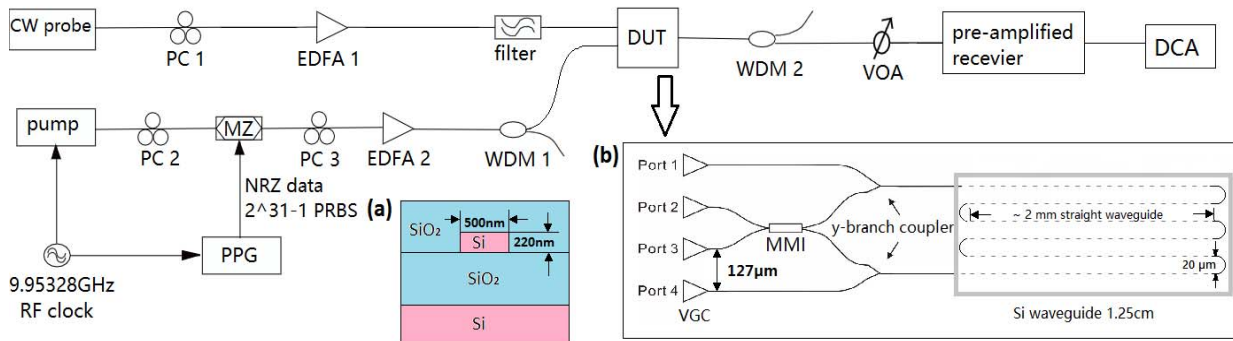 CW probe
PC 1
EDFA 1
filter
DUT
WDM 2
VOA
pre-amplified
recevier
DCA
pump
PC 2
MZ
PC 3
EDFA 2
WDM 1
NRZ data
2^31-1 PRBS
PPG
9.95328GHz
RF clock
(a)
SiO₂
500nm
Si
220nm
SiO₂
Si
(b)
Port 1
Port 2
Port 3
Port 4
VGC
MMI
127μm
y-branch coupler
~ 2 mm straight waveguide
20 μm
Si waveguide 1.25cm